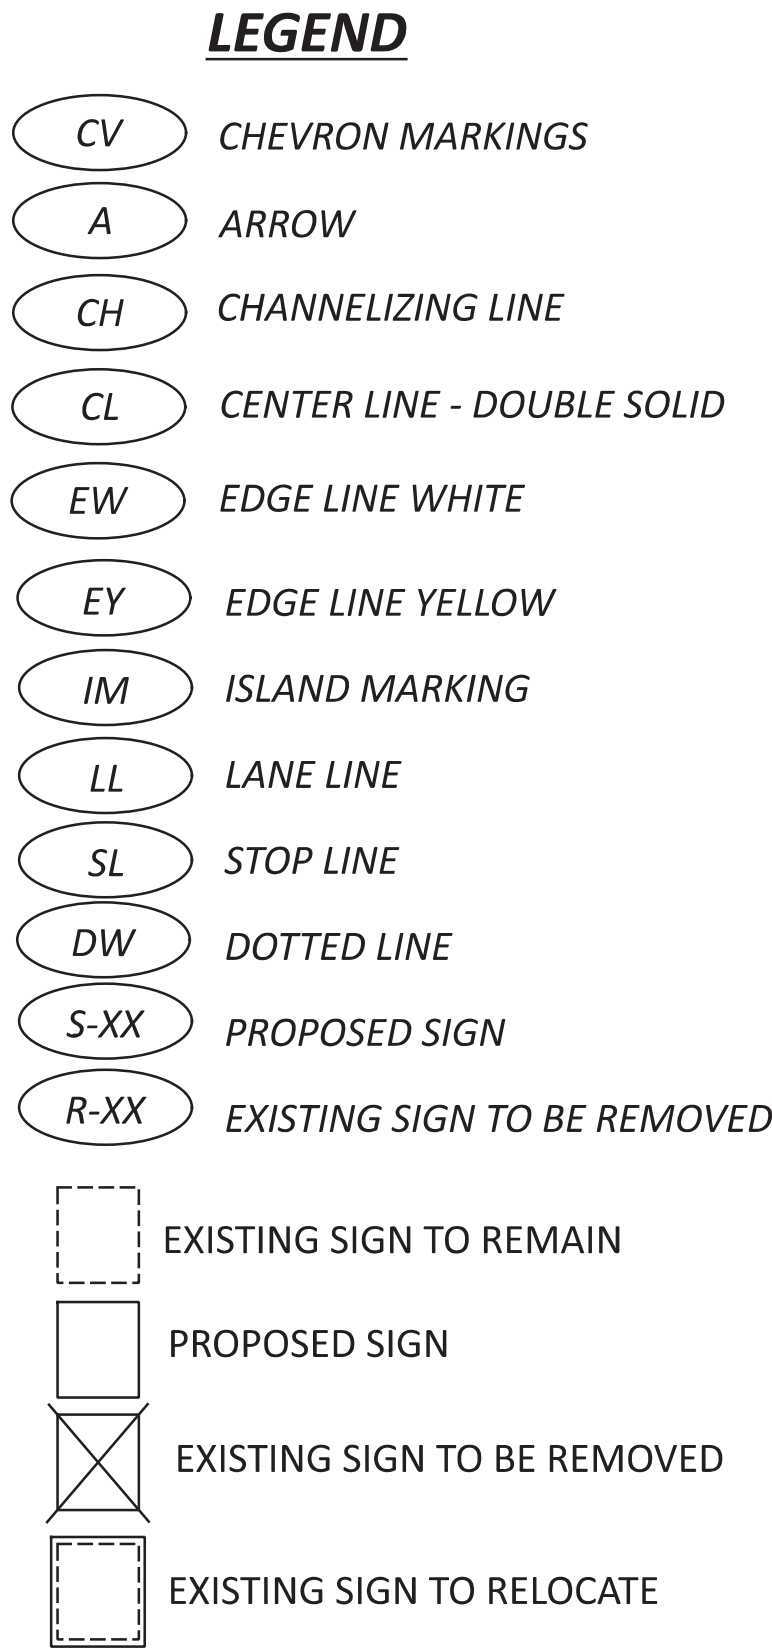 LEGEND
CV CHEVRON MARKINGS
A ARROW
CH CHANNELIZING LINE
CL CENTER LINE - DOUBLE SOLID
EW EDGE LINE WHITE
EY EDGE LINE YELLOW
IM ISLAND MARKING
LL LANE LINE
SL STOP LINE
DW DOTTED LINE
S-XX PROPOSED SIGN
R-XX EXISTING SIGN TO BE REMOVED
EXISTING SIGN TO REMAIN
PROPOSED SIGN
EXISTING SIGN TO BE REMOVED
EXISTING SIGN TO RELOCATE